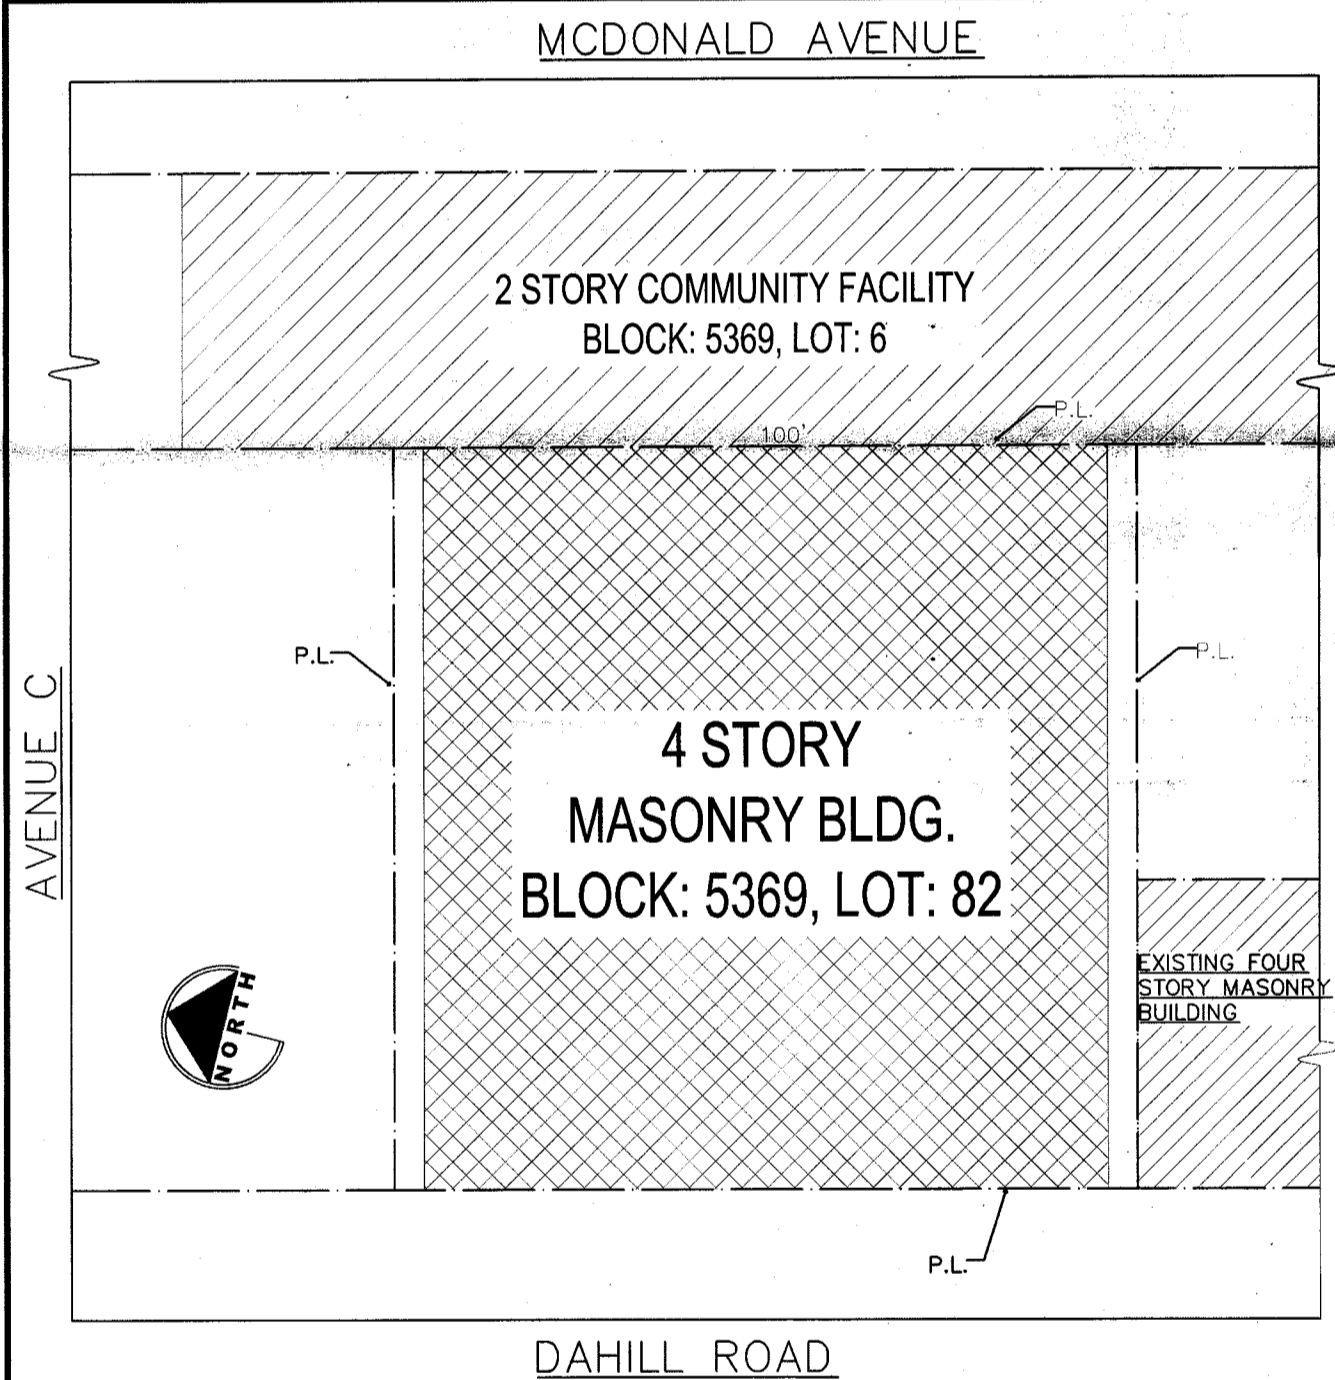 MCDONALD AVENUE
2 STORY COMMUNITY FACILITY
BLOCK: 5369, LOT: 6
P.L.
100'
P.L.
P.L.
AVENUE C
4 STORY
MASONRY BLDG.
BLOCK: 5369, LOT: 82
EXISTING FOUR
STORY MASONRY
BUILDING
NORTH
P.L.
DAHILL ROAD